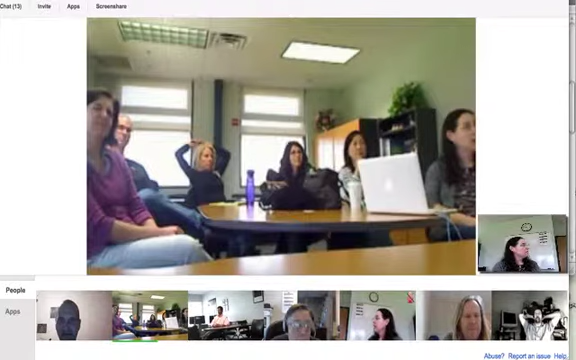 Chat (13) Invite Apps Screenshare
People
Apps
Abuse? Report an issue Help